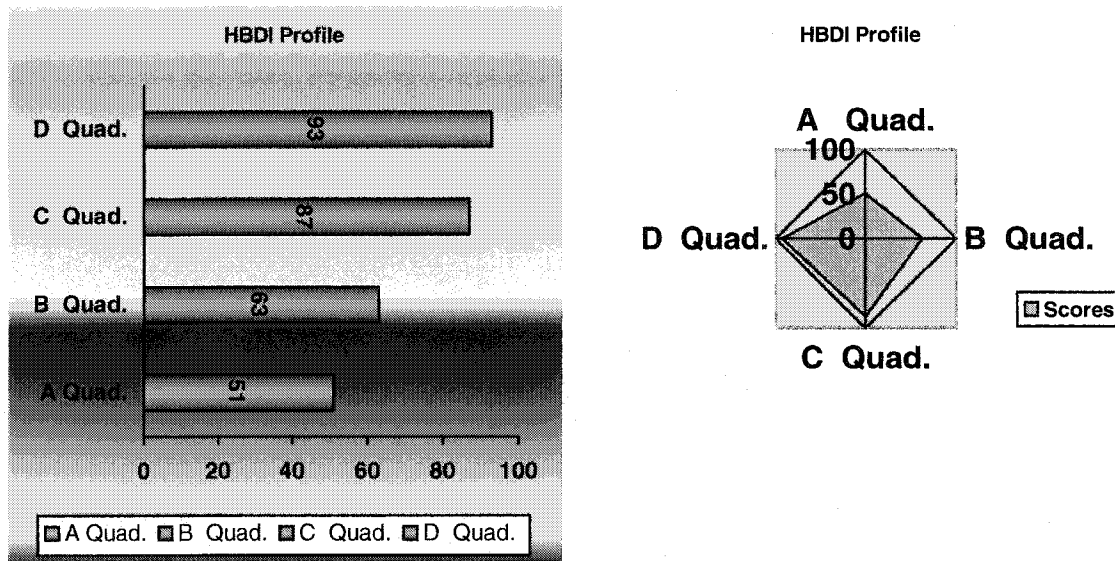 HBDI Profile
D Quad.
93
C Quad.
87
B Quad.
63
A Quad.
51
0 20 40 60 80 100
A Quad. B Quad. C Quad. D Quad.
HBDI Profile
A Quad.
100
50
D Quad. 0 B Quad.
Scores
C Quad.